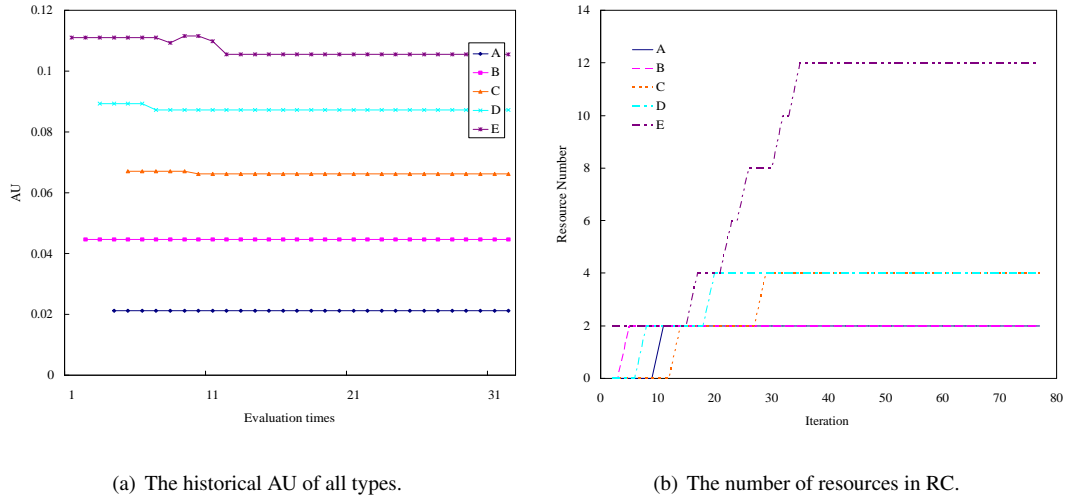 0.12
0.1
0.08
0.06
0.04
0.02
0
AU
1
11
21
31
Evaluation times
A
B
C
D
E
(a) The historical AU of all types.
14
12
10
8
6
4
2
0
Resource Number
0
10
20
30
40
50
60
70
80
Iteration
A
B
C
D
E
(b) The number of resources in RC.